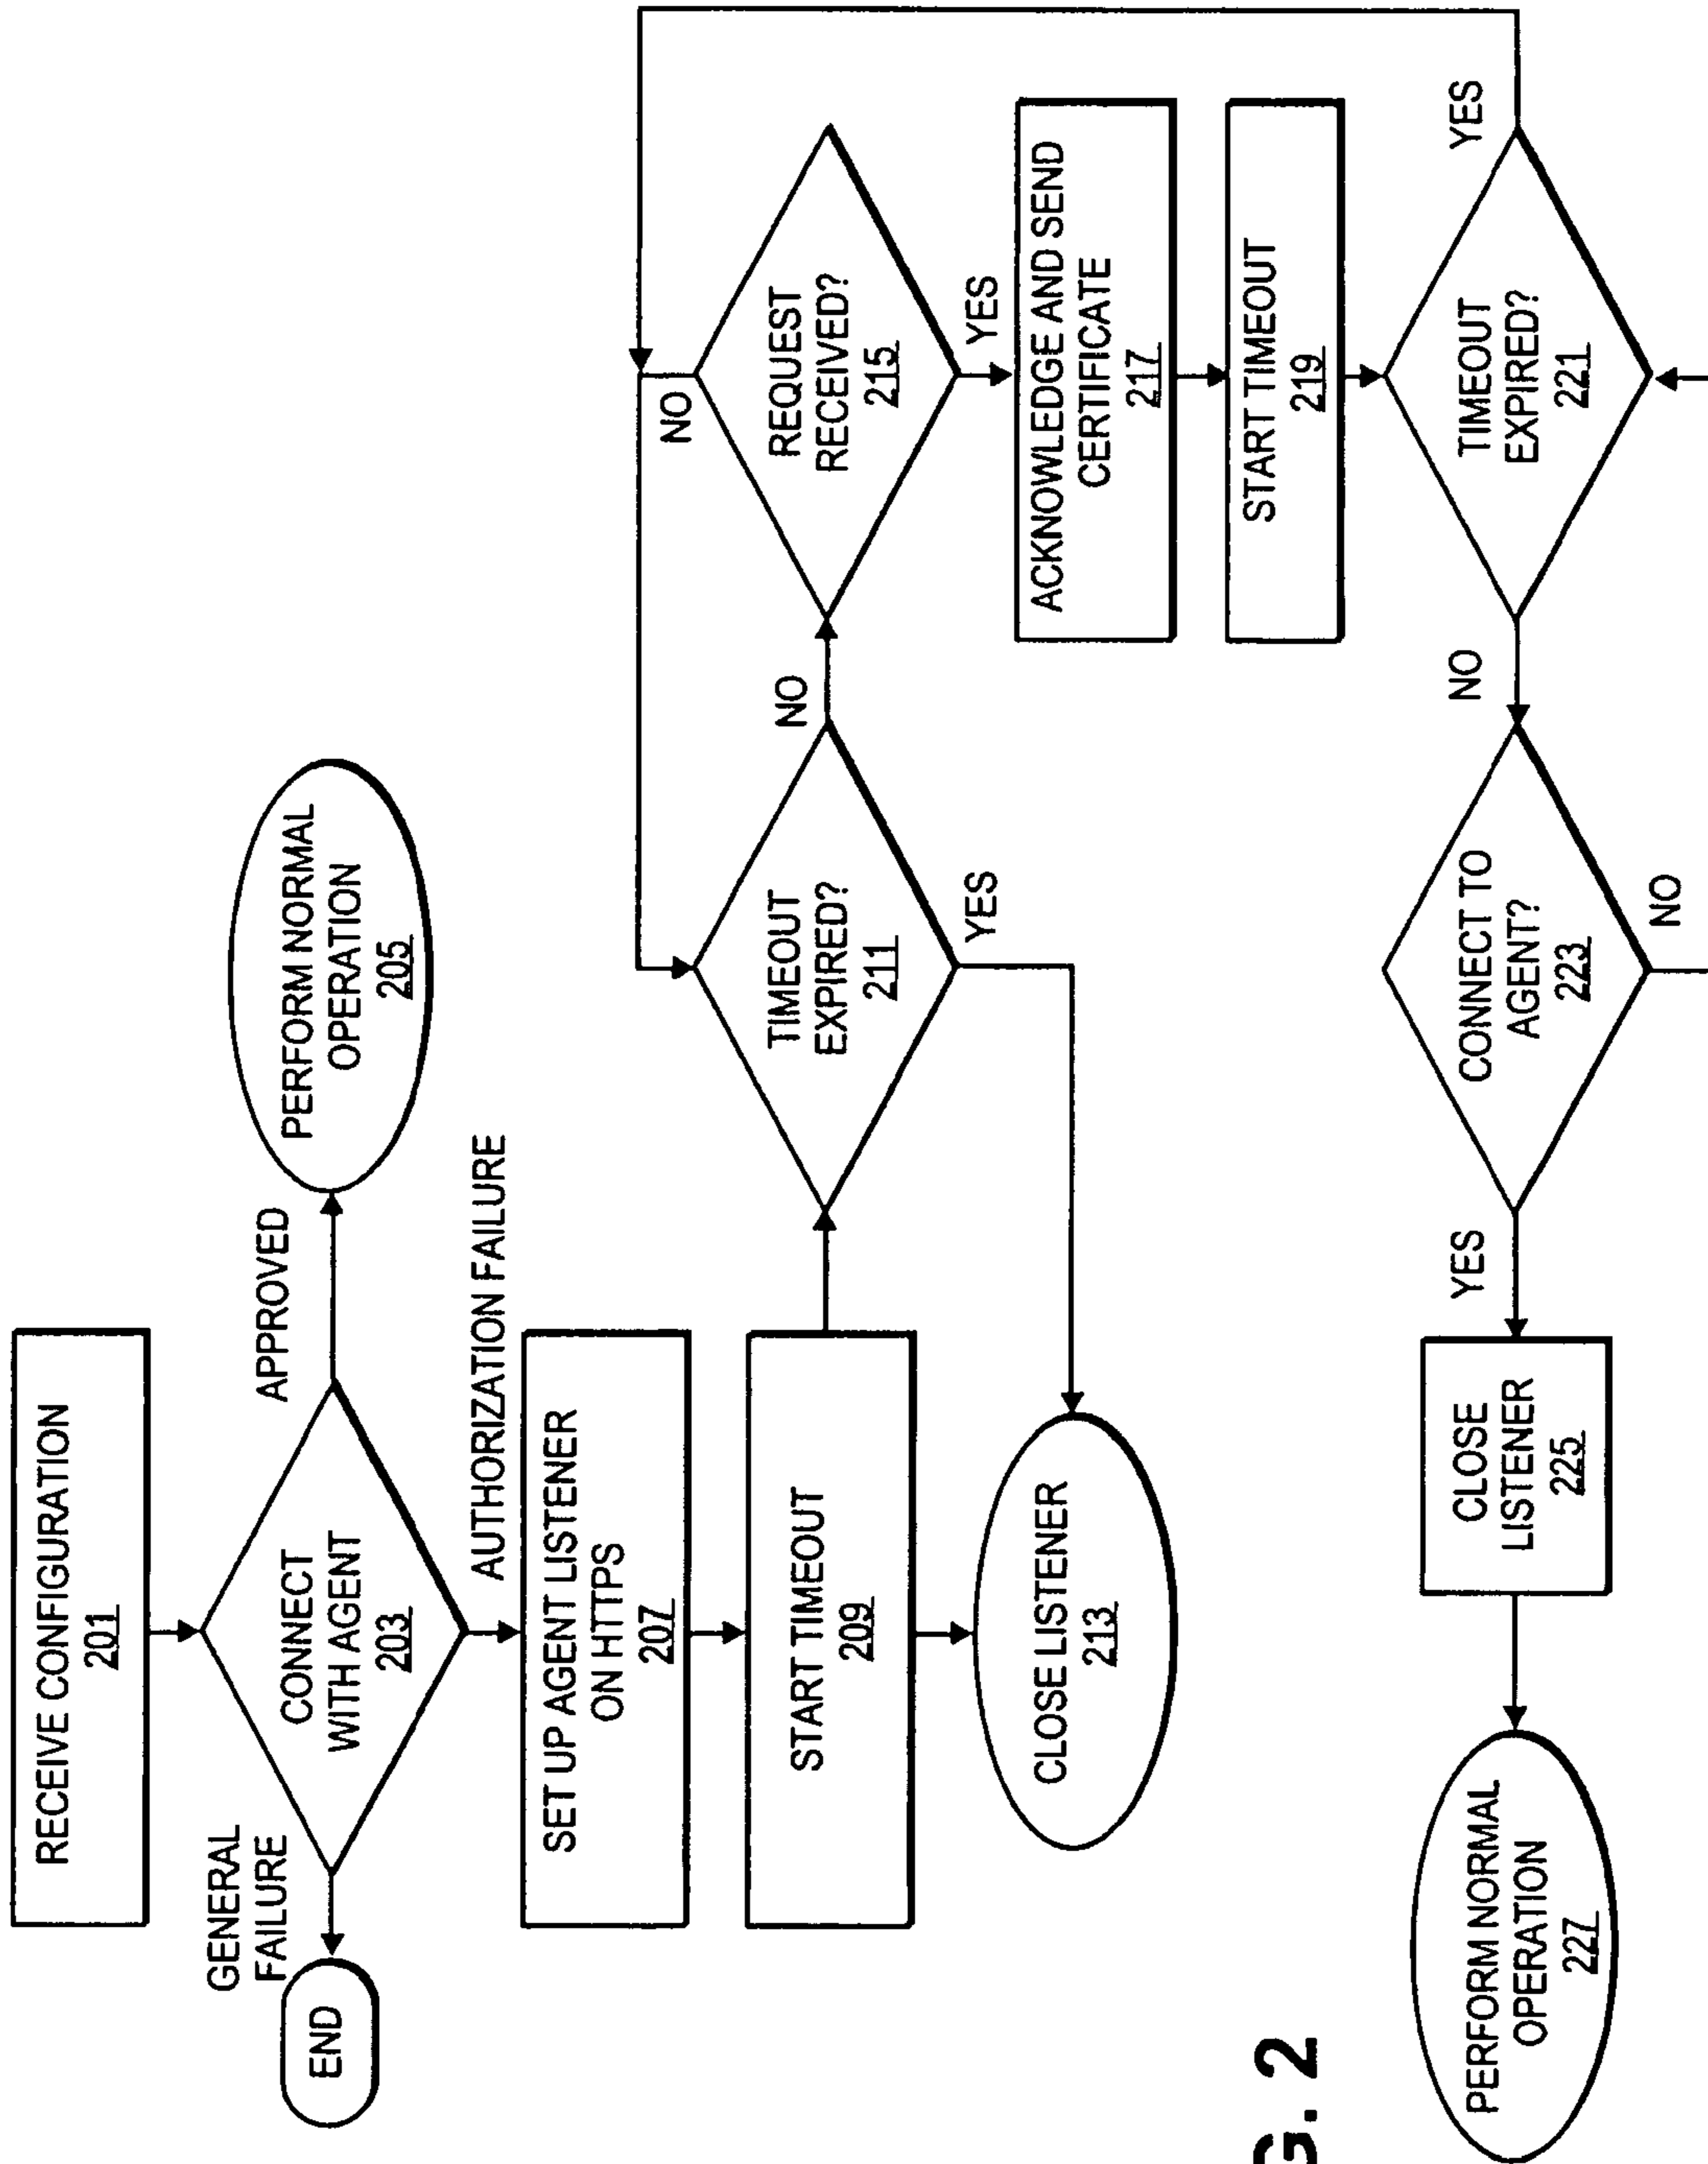 RECEIVE CONFIGURATION
201
GENERAL
FAILURE
END
CONNECT
WITH AGENT
203
APPROVED
PERFORM NORMAL
OPERATION
205
AUTHORIZATION FAILURE
SET UP AGENT LISTENER
ON HTTPS
207
START TIMEOUT
209
CLOSE LISTENER
213
TIMEOUT
EXPIRED?
211
YES
NO
REQUEST
RECEIVED?
215
NO
YES
ACKNOWLEDGE AND SEND
CERTIFICATE
217
START TIMEOUT
219
TIMEOUT
EXPIRED?
221
YES
NO
CONNECT TO
AGENT?
223
NO
YES
CLOSE
LISTENER
225
PERFORM NORMAL
OPERATION
227
G. 2